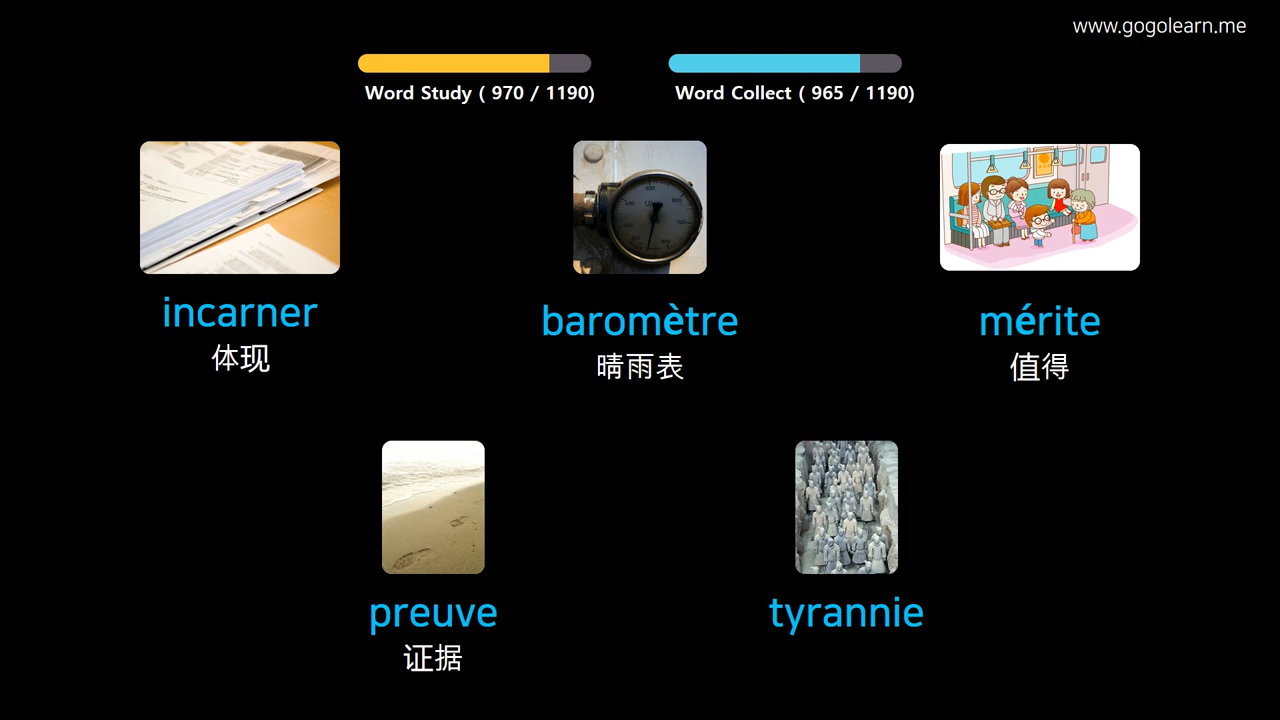 www.gogolearn.me
Word Study ( 970 / 1190)
Word Collect ( 965 / 1190)
incarner
体现
baromètre
晴雨表
mérite
值得
preuve
证据
tyrannie